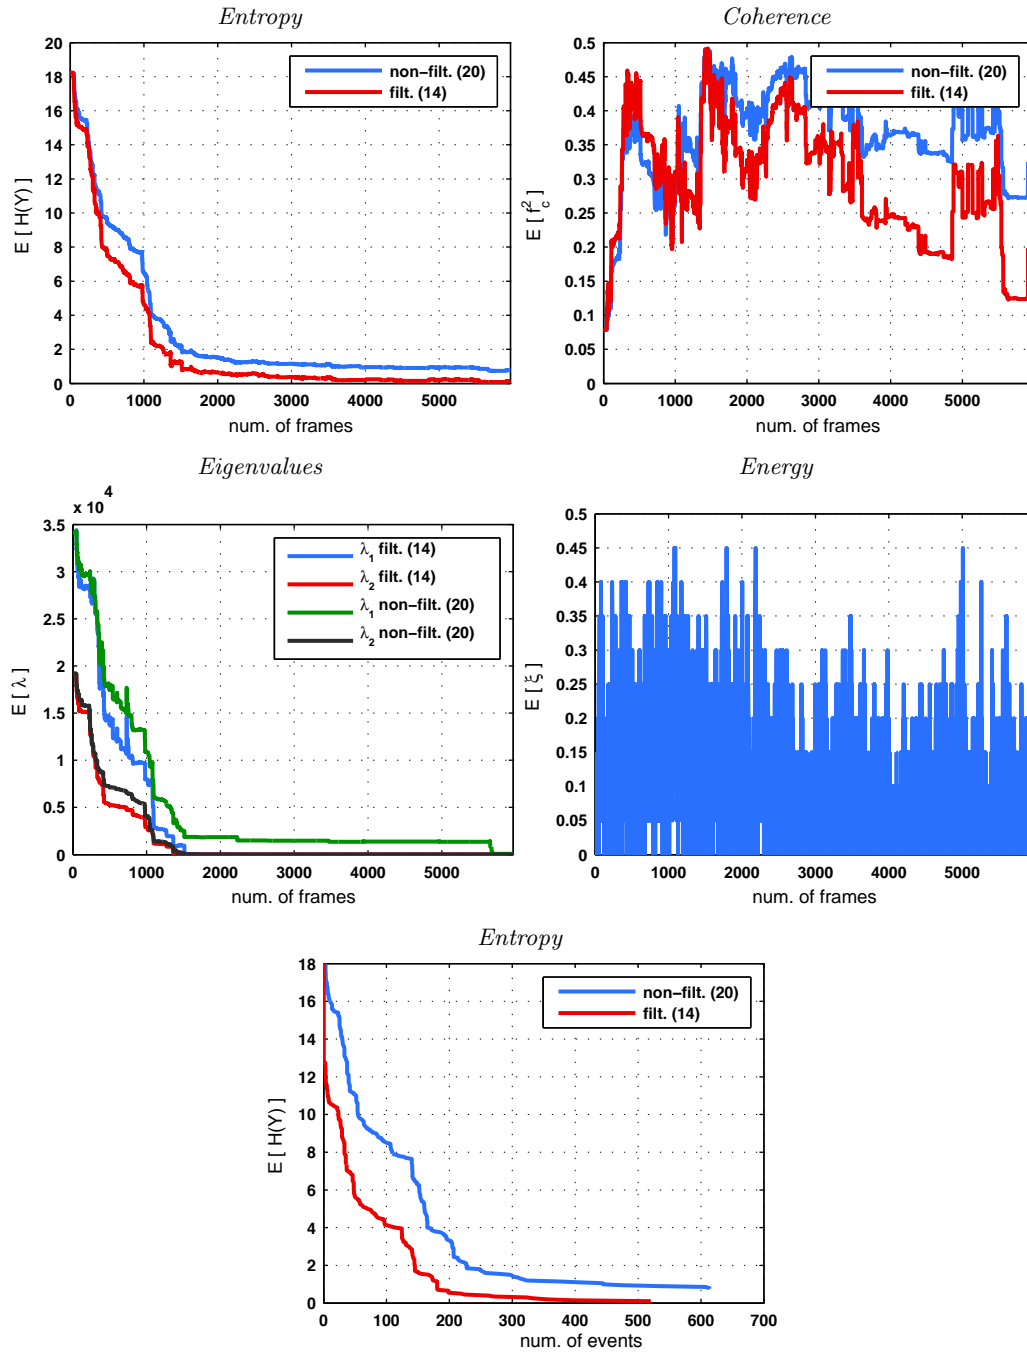 Entropy
20
18
16
14
12
10
8
6
4
2
0
E [ H(Y) ]
non−filt. (20)
filt. (14)
0 1000 2000 3000 4000 5000
num. of frames
Coherence
0.5
0.45
0.4
0.35
0.3
0.25
0.2
0.15
0.1
0.05
0
E [ f_c^2 ]
non−filt. (20)
filt. (14)
0 1000 2000 3000 4000 5000
num. of frames
Eigenvalues
x 10^4
3.5
3
2.5
2
1.5
1
0.5
0
E [ λ ]
λ_1 filt. (14)
λ_2 filt. (14)
λ_1 non−filt. (20)
λ_2 non−filt. (20)
0 1000 2000 3000 4000 5000
num. of frames
Energy
0.5
0.45
0.4
0.35
0.3
0.25
0.2
0.15
0.1
0.05
0
E [ ξ ]
0 1000 2000 3000 4000 5000
num. of frames
Entropy
18
16
14
12
10
8
6
4
2
0
E [ H(Y) ]
non−filt. (20)
filt. (14)
0 100 200 300 400 500 600 700
num. of events